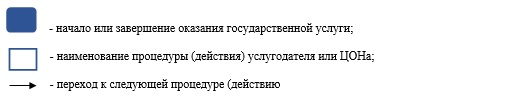 - начало или завершение оказания государственной услуги;
- наименование процедуры (действия) услугодателя или ЦОНа;
- переход к следующей процедуре (действию